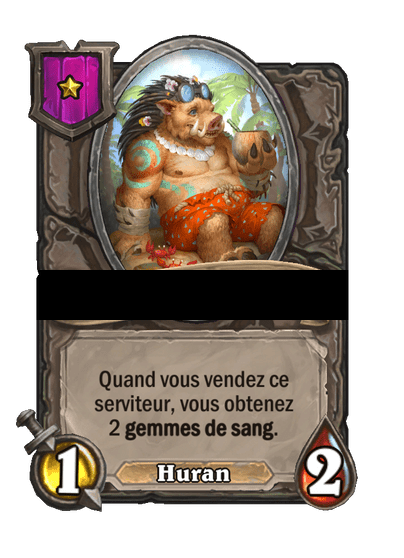 Quand vous vendez ce
serviteur, vous obtenez
2 gemmes de sang.
1
Huran
2